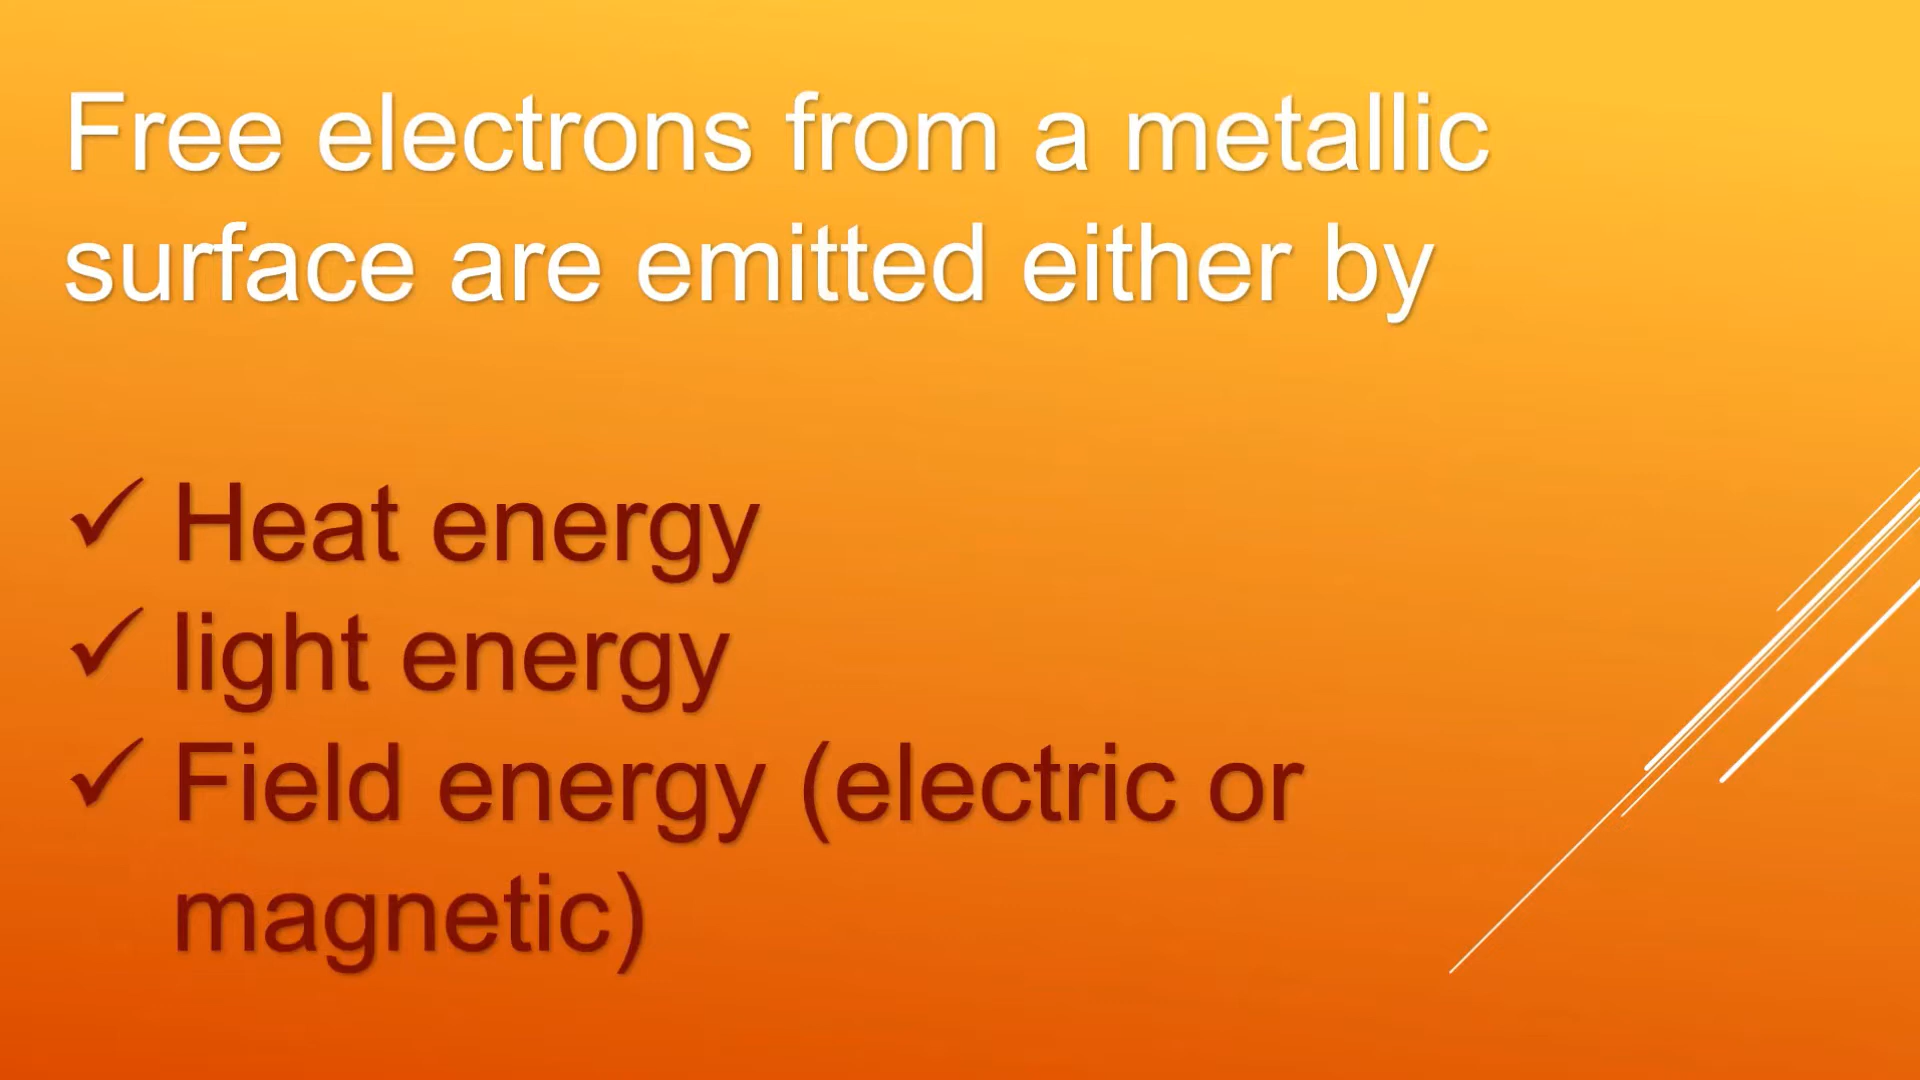 Free electrons from a metallic
surface are emitted either by
✓ Heat energy
✓ light energy
✓ Field energy (electric or
magnetic)